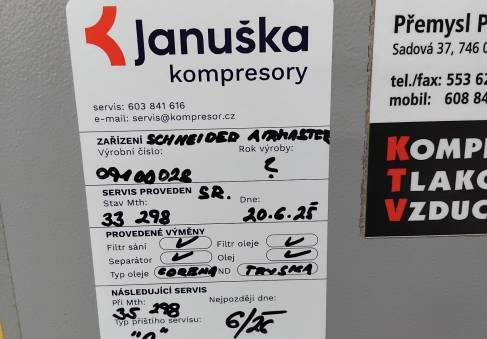 Januška
kompresory
servis: 603 841 616
e-mail: servis@kompresor.cz
ZAŘÍZENÍ SCHNEIDER AIRMASTER
Výrobní číslo: Rok výroby:
09100028 ?
SERVIS PROVEDEN SR.
Stav Mth: Dne:
33 298 20.6.25
PROVEDENÉ VÝMĚNY
Filtr sání ✓ Filtr oleje ✓
Separátor ✓ Olej ✓
Typ oleje ND
NÁSLEDUJÍCÍ SERVIS
Při Mth: Nejpozději dne:
35 298 6/26
Typ příštího servisu:
Přemysl P
Sadová 37, 746 0
tel./fax: 553 62
mobil: 608 84
KOMPR
TLAKO
VZDUC